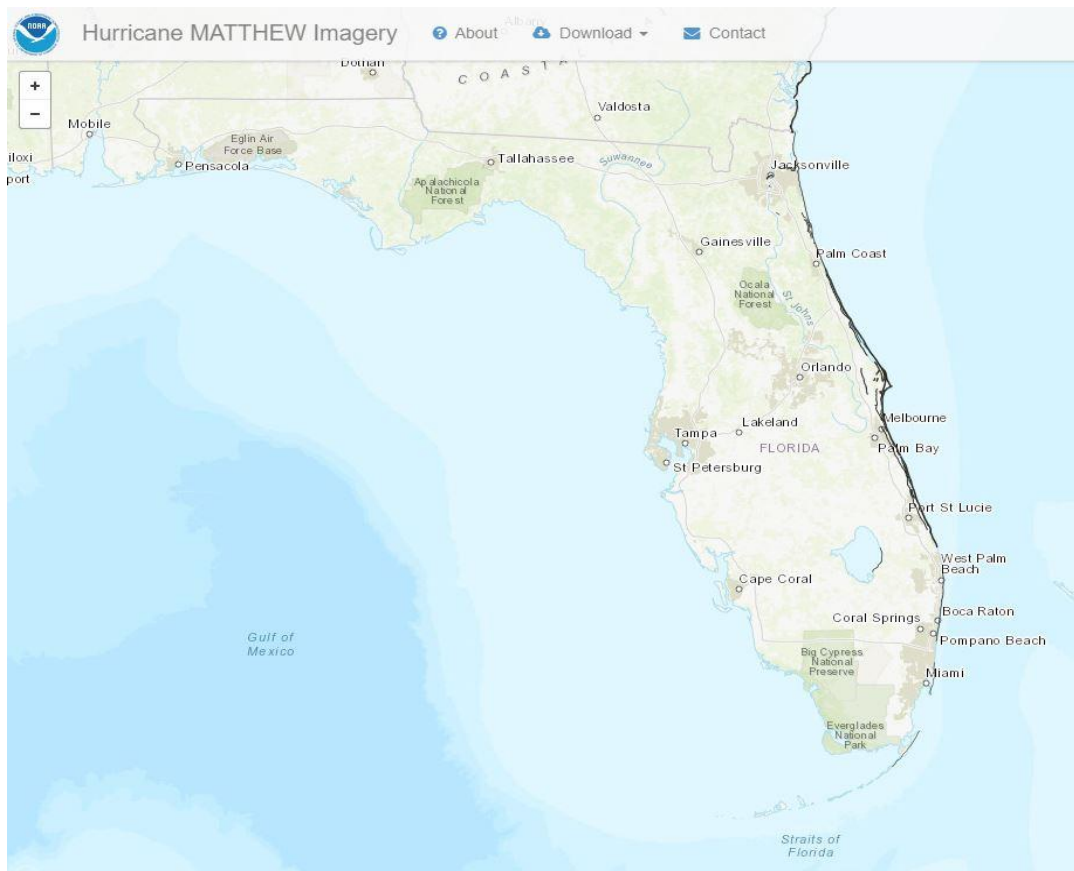 NOAA
Hurricane MATTHEW Imagery
About
Download
Contact
Albany
+
−
Dothan
COASTA
Mobile
Valdosta
Eglin Air
Force Base
iloxi
Pensacola
Tallahassee
Suwannee
Jacksonville
port
Apalachicola
National
Forest
Gainesville
Palm Coast
Ocala
National
Forest
St Johns
Orlando
Melbourne
Lakeland
Tampa
FLORIDA
Palm Bay
St Petersburg
Port St Lucie
West Palm
Beach
Cape Coral
Boca Raton
Coral Springs
Pompano Beach
Gulf of
Mexico
Big Cypress
National
Preserve
Miami
Everglades
National
Park
Straits of
Florida